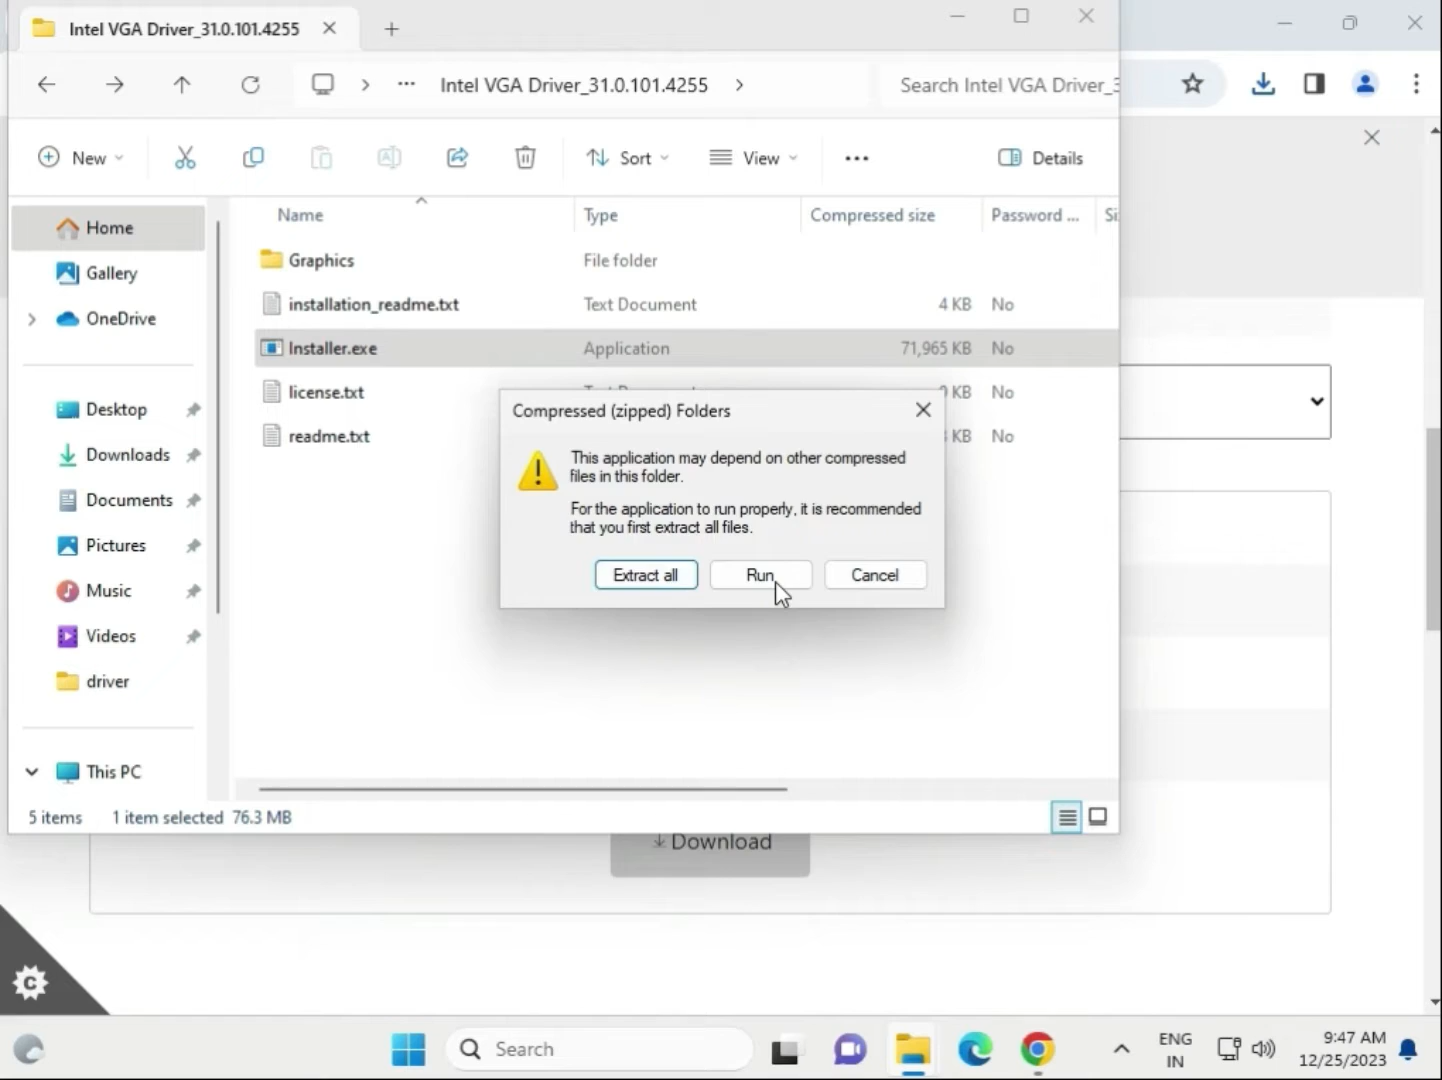 Intel VGA Driver_31.0.101.4255
Intel VGA Driver_31.0.101.4255
Search Intel VGA Driver_3
New
Sort
View
Details
Name
Type
Compressed size
Password ...
Si
Home
Gallery
OneDrive
Desktop
Downloads
Documents
Pictures
Music
Videos
driver
This PC
Graphics
File folder
installation_readme.txt
Text Document
4 KB
No
Installer.exe
Application
71,965 KB
No
license.txt
KB
No
readme.txt
KB
No
Compressed (zipped) Folders
This application may depend on other compressed
files in this folder.
For the application to run properly, it is recommended
that you first extract all files.
Extract all
Run
Cancel
5 items
1 item selected 76.3 MB
Download
Search
ENG
IN
9:47 AM
12/25/2023